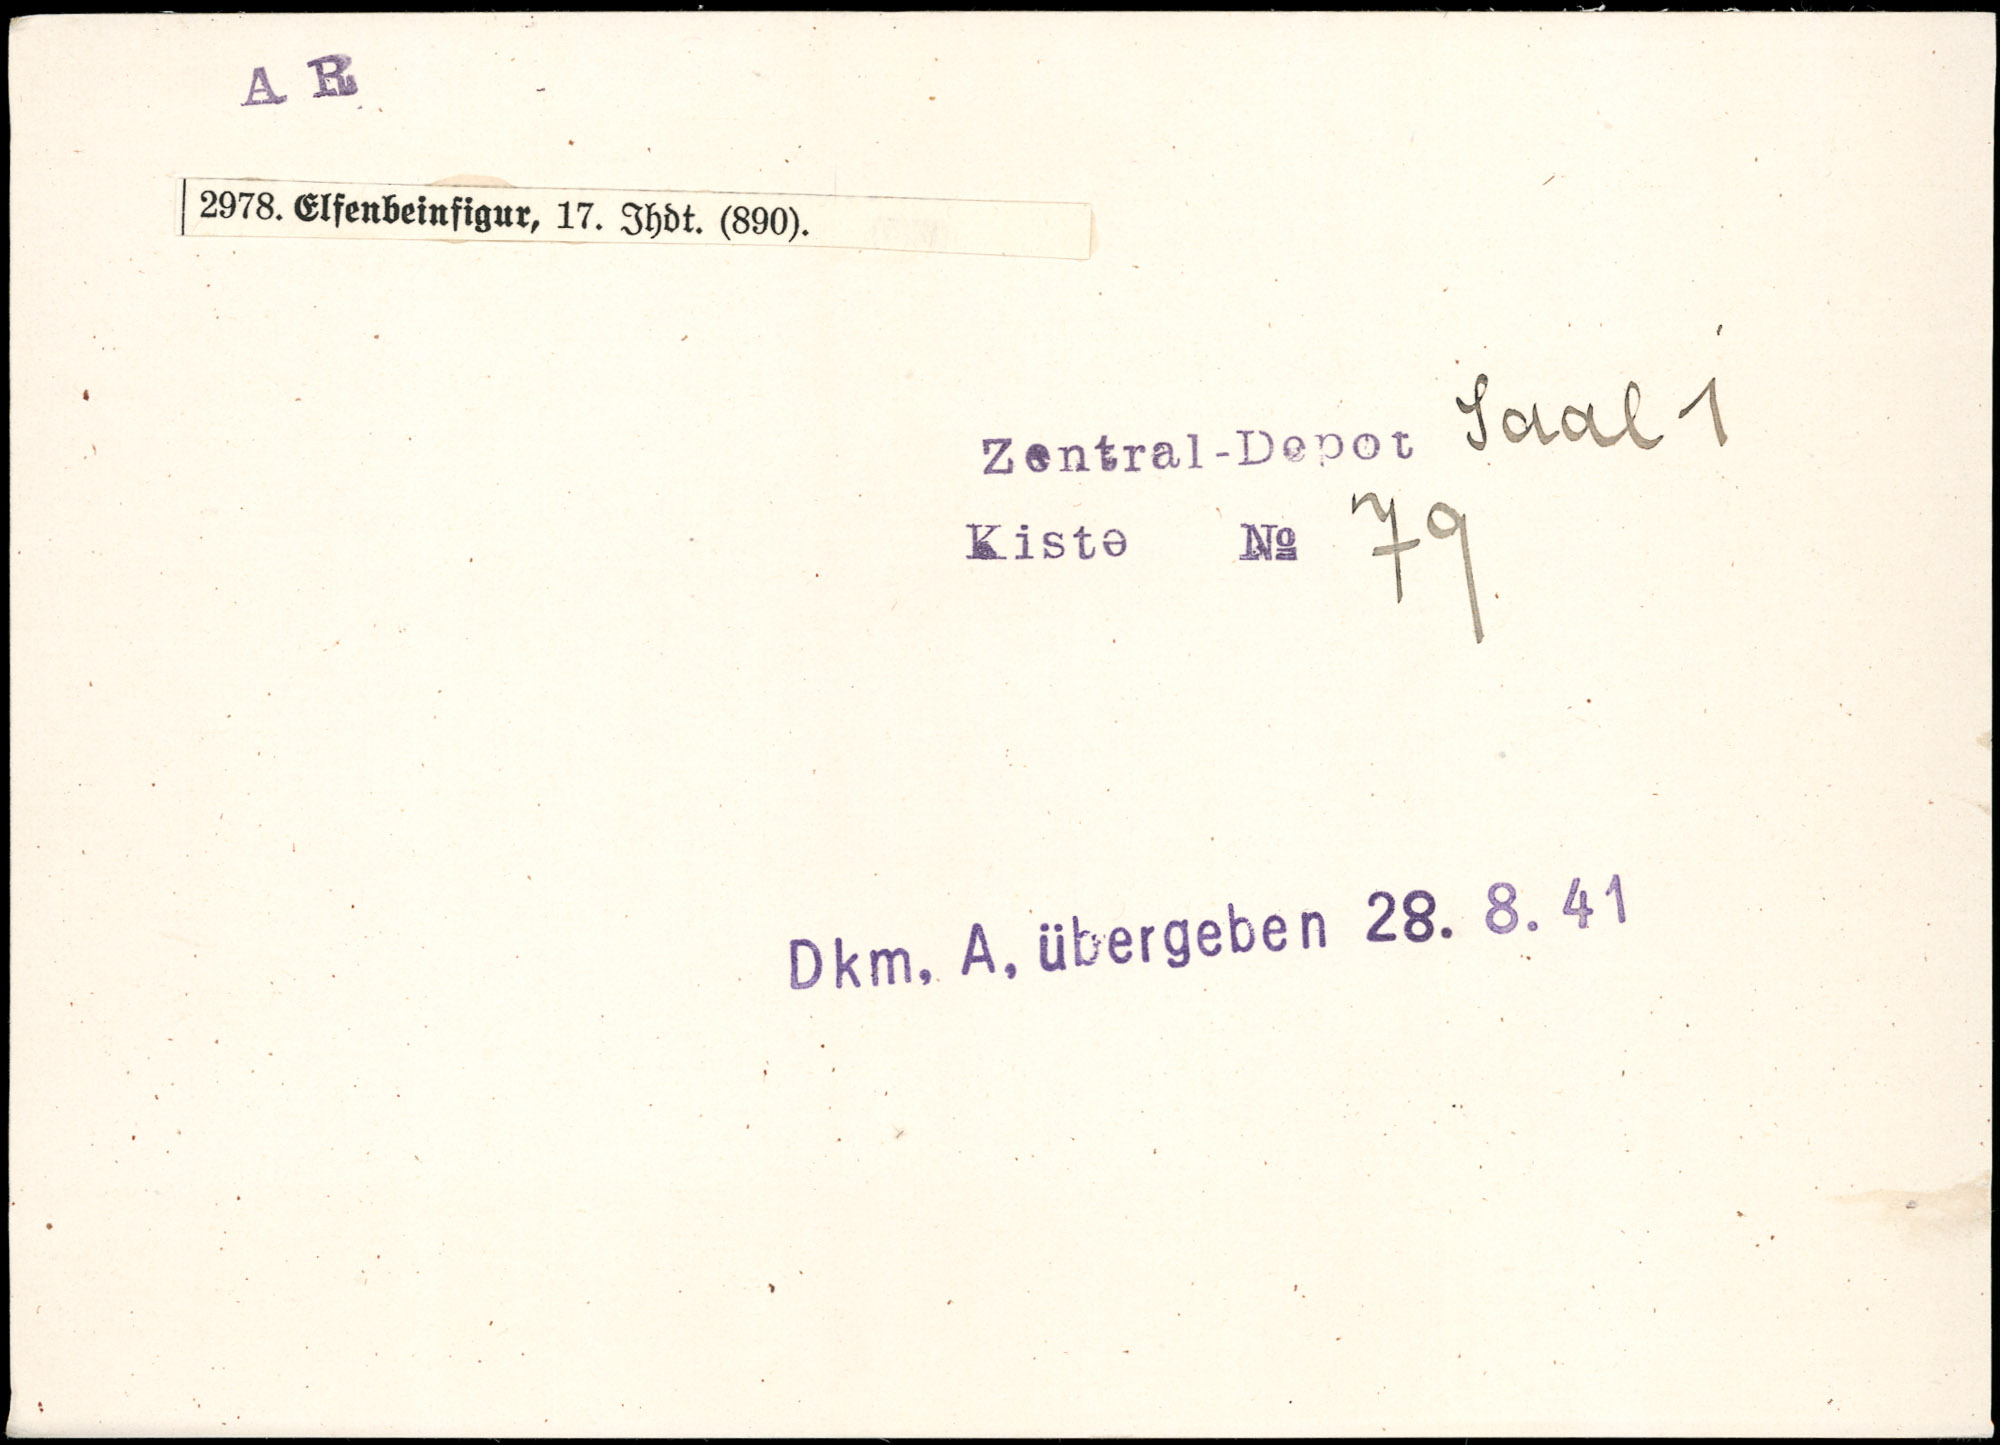 A R
2978. Elfenbeinfigur, 17. Jhdt. (890).
Zentral-Depot Saal 1
Kiste № 79
Dkm. A, übergeben 28. 8. 41